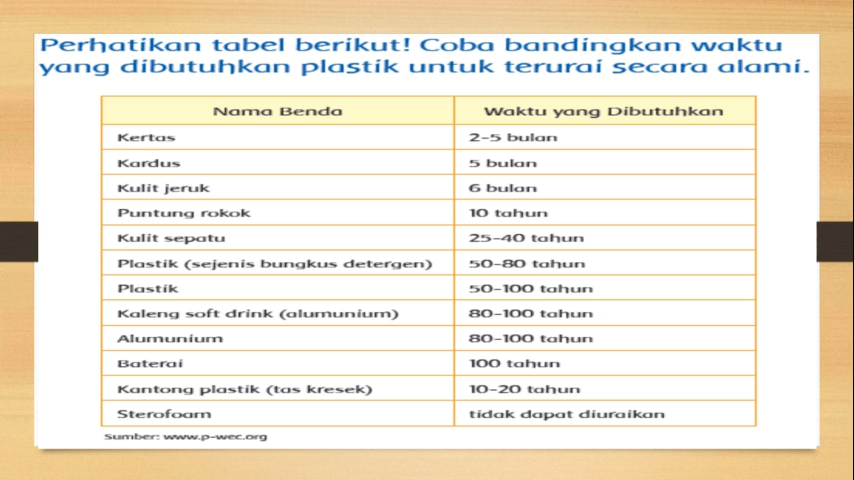 Perhatikan tabel berikut! Coba bandingkan waktu
yang dibutuhkan plastik untuk terurai secara alami.
Nama Benda Waktu yang Dibutuhkan
Kertas 2-5 bulan
Kardus 5 bulan
Kulit jeruk 6 bulan
Puntung rokok 10 tahun
Kulit sepatu 25-40 tahun
Plastik (sejenis bungkus detergen) 50-80 tahun
Plastik 50-100 tahun
Kaleng soft drink (alumunium) 80-100 tahun
Alumunium 80-100 tahun
Baterai 100 tahun
Kantong plastik (tas kresek) 10-20 tahun
Sterofoam tidak dapat diuraikan
Sumber: www.p-wec.org